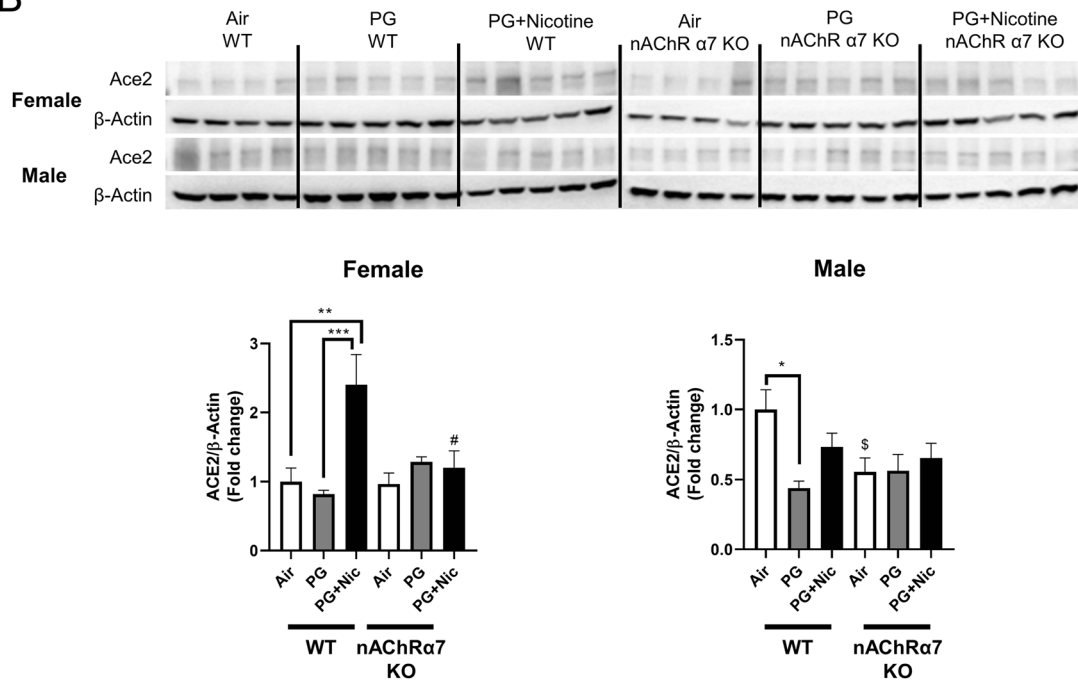 B
Air
WT
PG
WT
PG+Nicotine
WT
Air
nAChR α7 KO
PG
nAChR α7 KO
PG+Nicotine
nAChR α7 KO
Female
Ace2
β-Actin
Male
Ace2
β-Actin
Female
ACE2/β-Actin
(Fold change)
3
2
1
0
**
***
#
Air
PG
PG+Nic
Air
PG
PG+Nic
WT
nAChRα7
KO
Male
ACE2/β-Actin
(Fold change)
1.5
1.0
0.5
0.0
*
$
Air
PG
PG+Nic
Air
PG
PG+Nic
WT
nAChRα7
KO